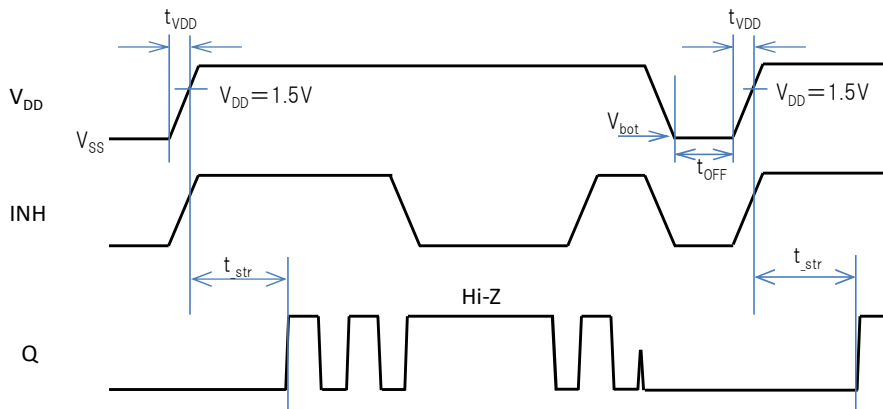 tVDD tVDD
VDD
VDD＝1.5V VDD＝1.5V
Vbot
VSS
tOFF
INH
t_str t_str
Hi-Z
Q